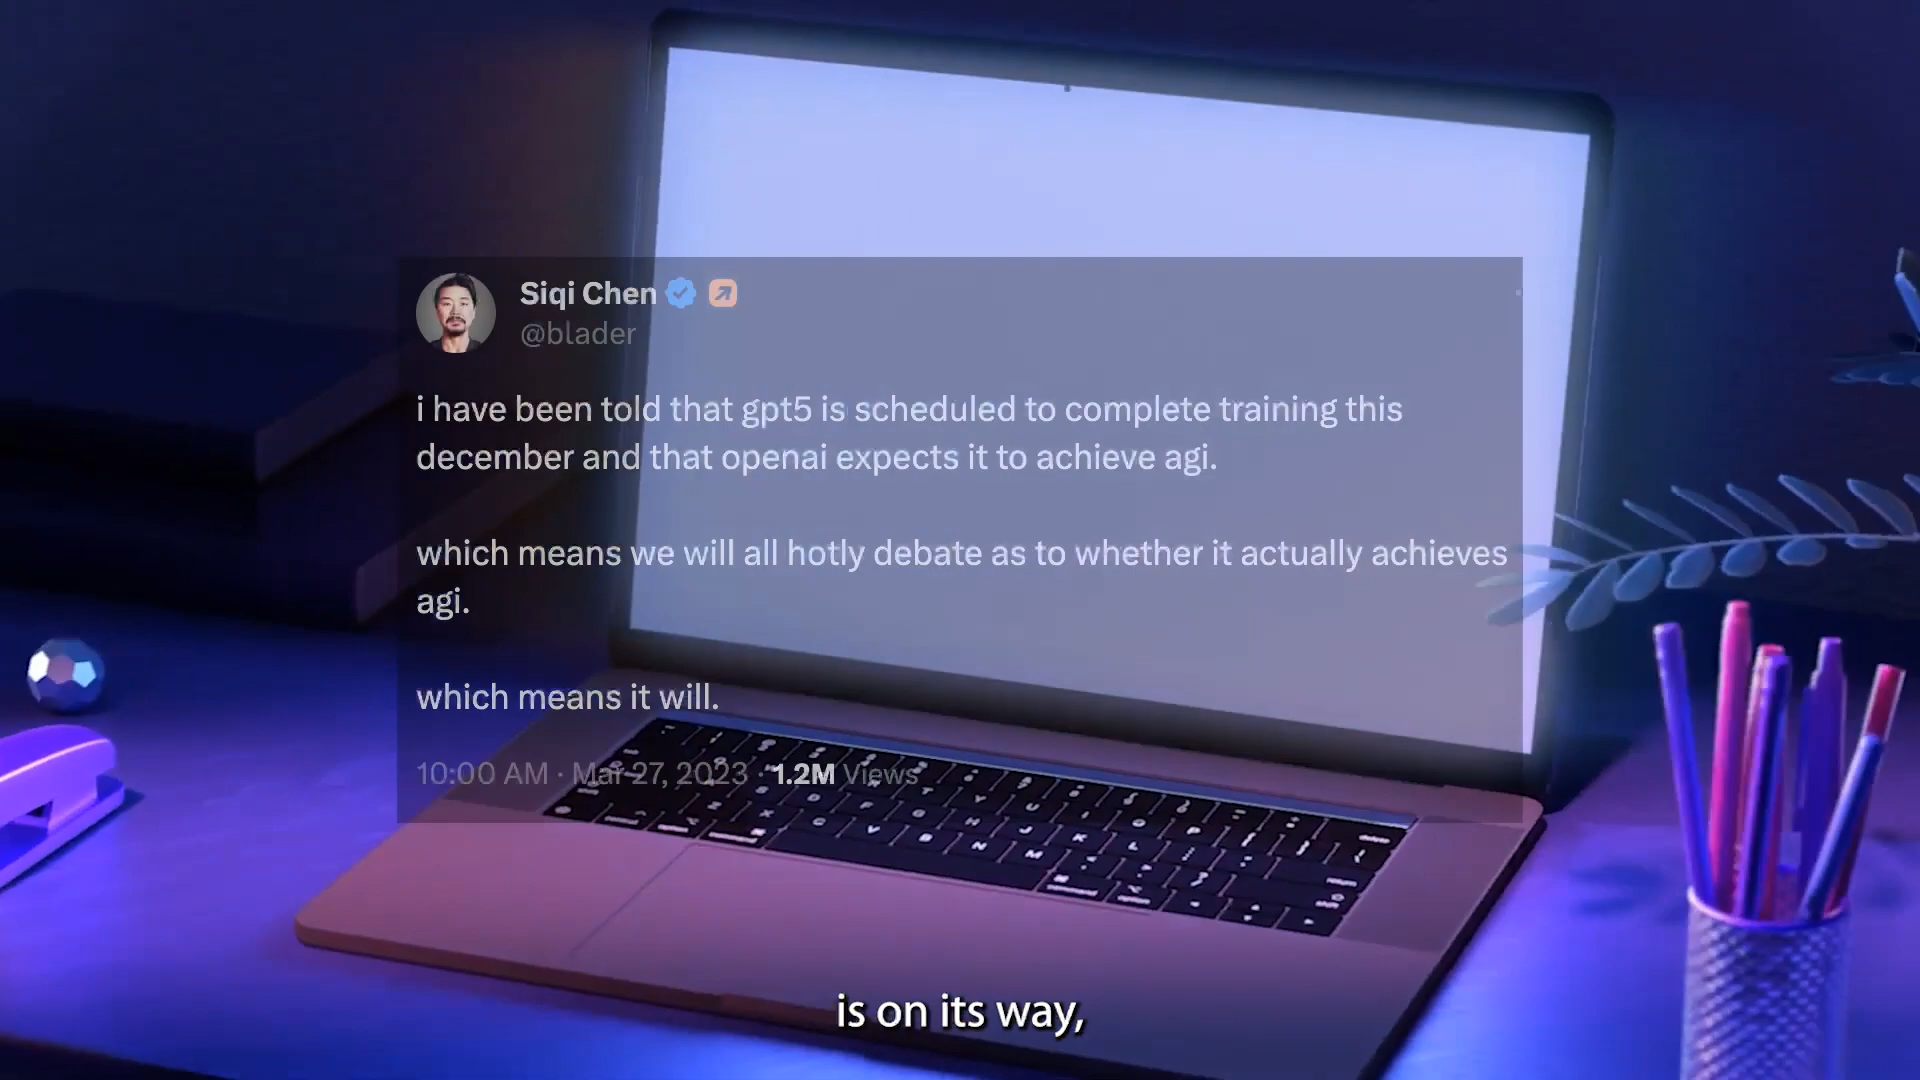 Siqi Chen
@blader
i have been told that gpt5 is scheduled to complete training this
december and that openai expects it to achieve agi.
which means we will all hotly debate as to whether it actually achieves
agi.
which means it will.
10:00 AM · Mar 27, 2023 · 1.2M Views
is on its way,